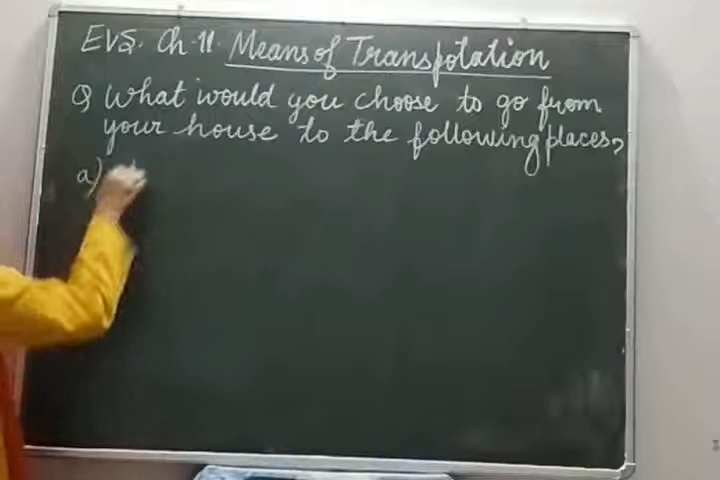 EVS. Ch-11. Means of Transpotation
Q What would you choose to go from
your house to the following places?
a)